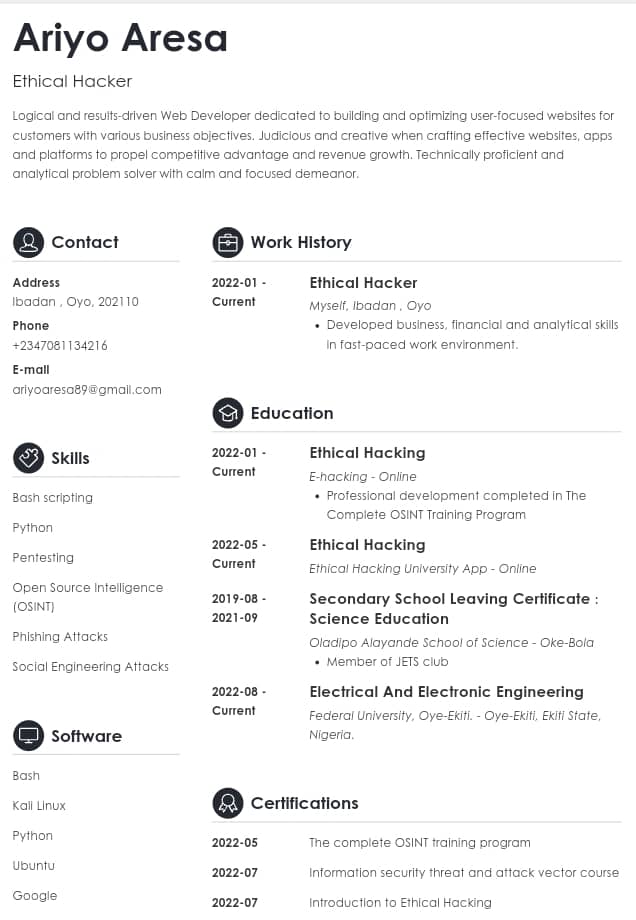 Ariyo Aresa
Ethical Hacker
Logical and results-driven Web Developer dedicated to building and optimizing user-focused websites for
customers with various business objectives. Judicious and creative when crafting effective websites, apps
and platforms to propel competitive advantage and revenue growth. Technically proficient and
analytical problem solver with calm and focused demeanor.
Contact
Address
Ibadan , Oyo, 202110
Phone
+2347081134216
E-mail
ariyoaresa89@gmail.com
Skills
Bash scripting
Python
Pentesting
Open Source Intelligence
(OSINT)
Phishing Attacks
Social Engineering Attacks
Software
Bash
Kali Linux
Python
Ubuntu
Google
Work History
2022-01 -
Current
Ethical Hacker
Myself, Ibadan , Oyo
• Developed business, financial and analytical skills
in fast-paced work environment.
Education
2022-01 -
Current
Ethical Hacking
E-hacking - Online
• Professional development completed in The
Complete OSINT Training Program
2022-05 -
Current
Ethical Hacking
Ethical Hacking University App - Online
2019-08 -
2021-09
Secondary School Leaving Certificate :
Science Education
Oladipo Alayande School of Science - Oke-Bola
• Member of JETS club
2022-08 -
Current
Electrical And Electronic Engineering
Federal University, Oye-Ekiti. - Oye-Ekiti, Ekiti State,
Nigeria.
Certifications
2022-05 The complete OSINT training program
2022-07 Information security threat and attack vector course
2022-07 Introduction to Ethical Hacking